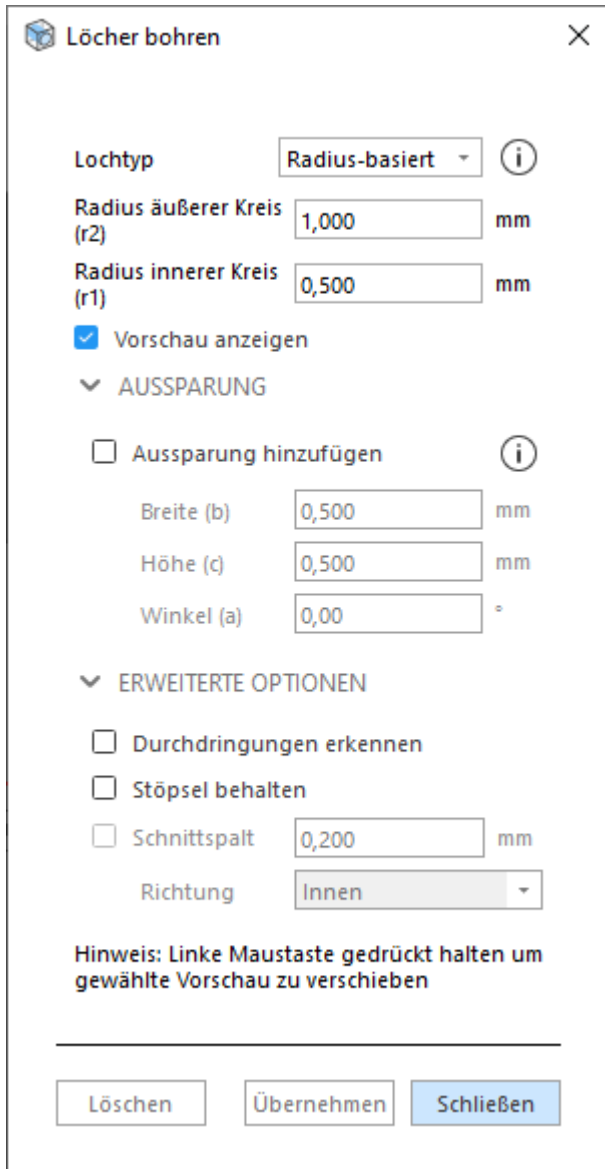 Löcher bohren
Lochtyp Radius-basiert i
Radius äußerer Kreis
(r2) 1,000 mm
Radius innerer Kreis
(r1) 0,500 mm
Vorschau anzeigen
AUSSPARUNG
Aussparung hinzufügen i
Breite (b) 0,500 mm
Höhe (c) 0,500 mm
Winkel (a) 0,00 °
ERWEITERTE OPTIONEN
Durchdringungen erkennen
Stöpsel behalten
Schnittspalt 0,200 mm
Richtung Innen
Hinweis: Linke Maustaste gedrückt halten um
gewählte Vorschau zu verschieben
Löschen Übernehmen Schließen